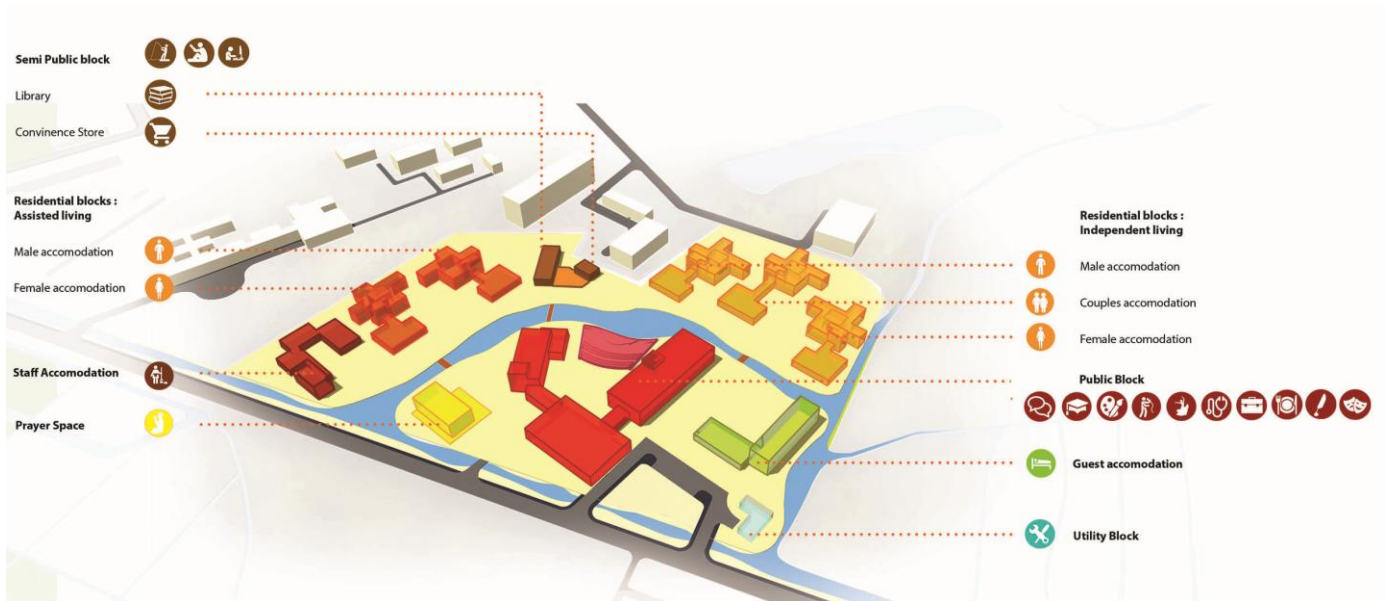 Semi Public block
Library
Convinence Store
Residential blocks :
Assisted living
Male accomodation
Female accomodation
Staff Accomodation
Prayer Space
Residential blocks :
Independent living
Male accomodation
Couples accomodation
Female accomodation
Public Block
Guest accomodation
Utility Block